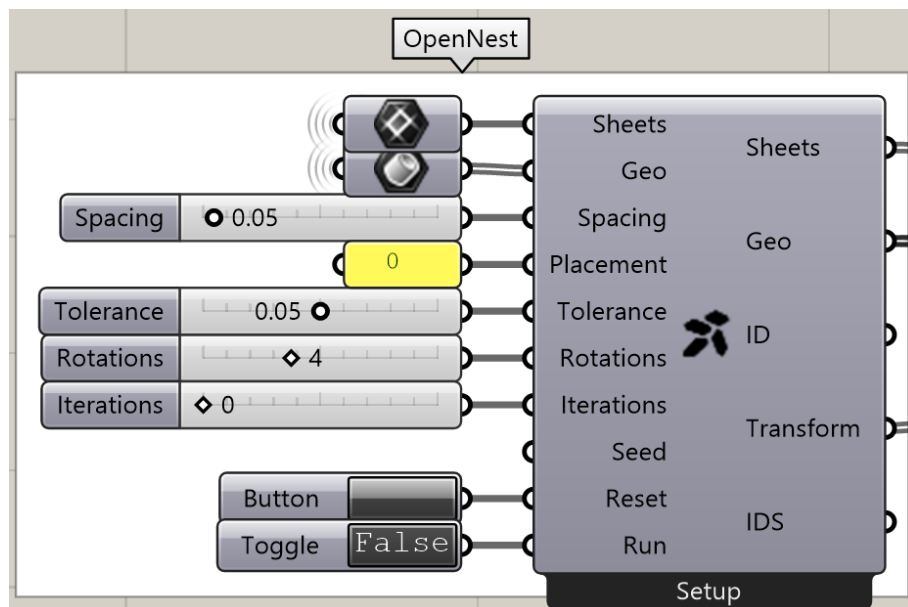 OpenNest
Sheets
Geo
Spacing
Placement
Tolerance
Rotations
Iterations
Seed
Reset
Run
Sheets
Geo
ID
Transform
IDS
Setup
Spacing 0.05
0
Tolerance 0.05
Rotations 4
Iterations 0
Button
Toggle False